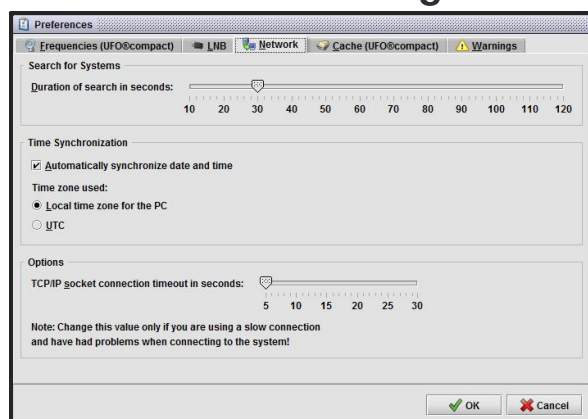 Preferences
Frequencies (UFO®compact) LNB Network Cache (UFO®compact) Warnings
Search for Systems
Duration of search in seconds:
10 20 30 40 50 60 70 80 90 100 110 120
Time Synchronization
Automatically synchronize date and time
Time zone used:
Local time zone for the PC
UTC
Options
TCP/IP socket connection timeout in seconds:
5 10 15 20 25 30
Note: Change this value only if you are using a slow connection
and have had problems when connecting to the system!
OK Cancel